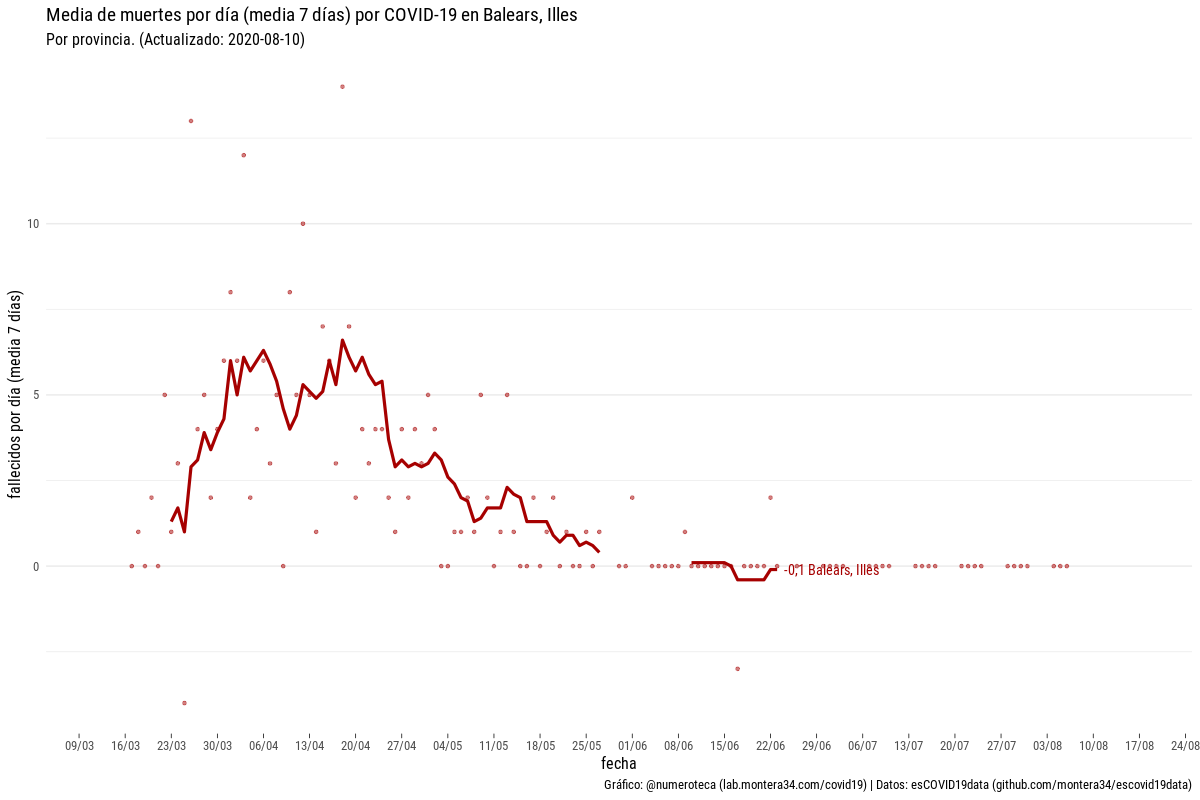 Media de muertes por día (media 7 días) por COVID-19 en Balears, Illes
Por provincia. (Actualizado: 2020-08-10)
fallecidos por día (media 7 días)
10
5
0
-0,1 Balears, Illes
09/03 16/03 23/03 30/03 06/04 13/04 20/04 27/04 04/05 11/05 18/05 25/05 01/06 08/06 15/06 22/06 29/06 06/07 13/07 20/07 27/07 03/08 10/08 17/08 24/08
fecha
Gráfico: @numeroteca (lab.montera34.com/covid19) | Datos: esCOVID19data (github.com/montera34/escovid19data)